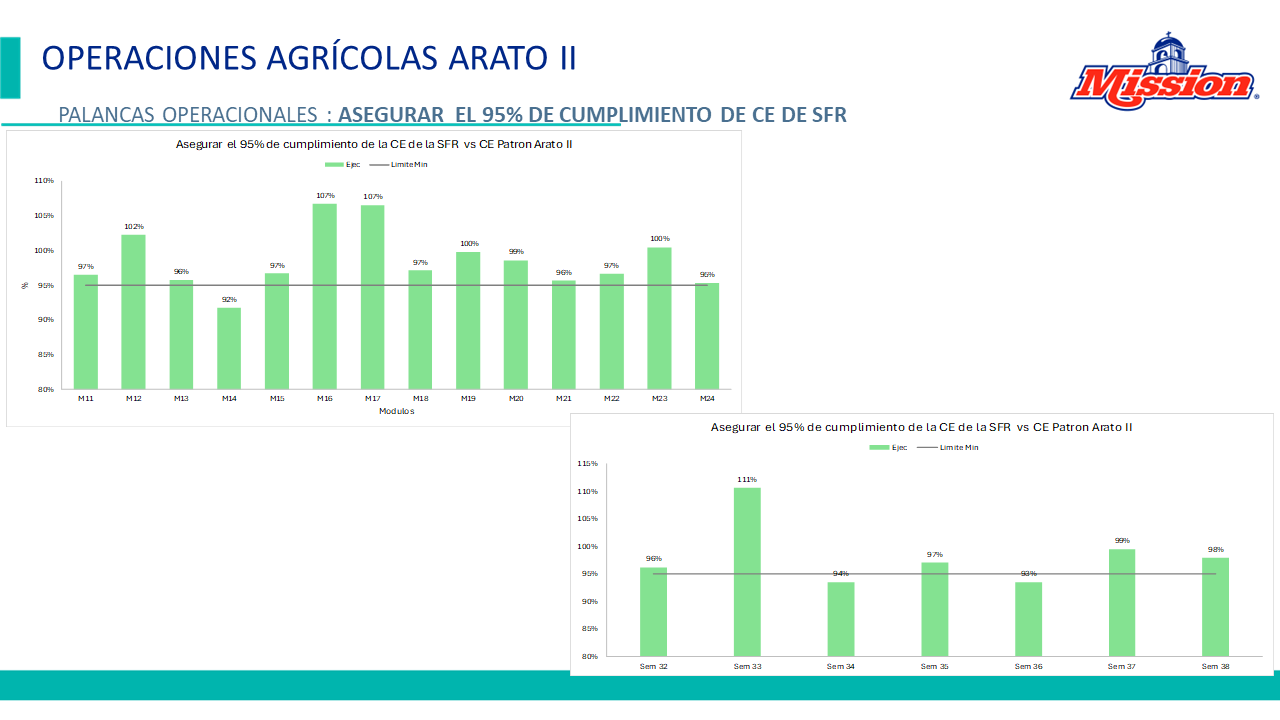 OPERACIONES AGRÍCOLAS ARATO II
Mission®
PALANCAS OPERACIONALES : ASEGURAR EL 95% DE CUMPLIMIENTO DE CE DE SFR
Asegurar el 95% de cumplimiento de la CE de la SFR vs CE Patron Arato II
Ejec Limite Min
110%
105%
100%
95%
90%
85%
80%
%
97% 102% 96% 92% 97% 107% 107% 97% 100% 99% 96% 97% 100% 95%
M11 M12 M13 M14 M15 M16 M17 M18 M19 M20 M21 M22 M23 M24
Modulos
Asegurar el 95% de cumplimiento de la CE de la SFR vs CE Patron Arato II
Ejec Limite Min
115%
110%
105%
100%
95%
90%
85%
80%
96% 111% 94% 97% 93% 99% 98%
Sem 32 Sem 33 Sem 34 Sem 35 Sem 36 Sem 37 Sem 38